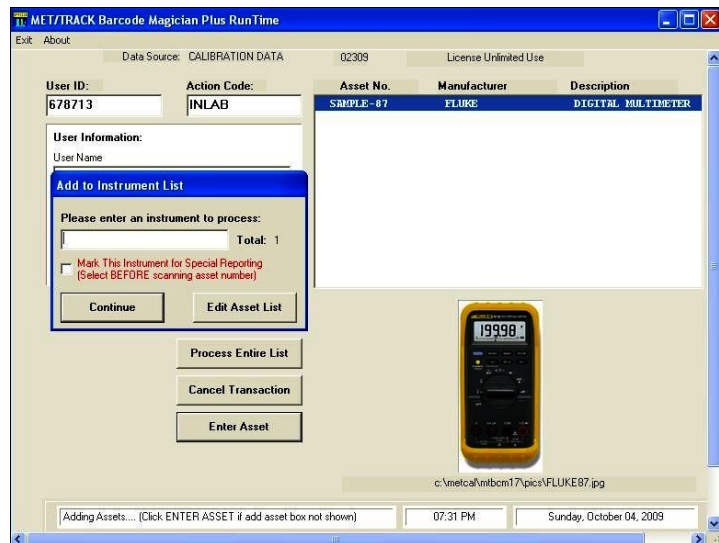 MET/TRACK Barcode Magician Plus RunTime
Exit About
Data Source: CALIBRATION DATA 02309 License Unlimited Use
User ID: Action Code: Asset No. Manufacturer Description
678713 INLAB SAMPLE-87 FLUKE DIGITAL MULTIMETER
User Information:
User Name
Add to Instrument List
Please enter an instrument to process:
Total: 1
Mark This Instrument for Special Reporting
(Select BEFORE scanning asset number)
Continue Edit Asset List
Process Entire List
Cancel Transaction
Enter Asset
199.98
c:\metcal\mtbcm17\pics\FLUKE87.jpg
Adding Assets.... (Click ENTER ASSET if add asset box not shown) 07:31 PM Sunday, October 04, 2009